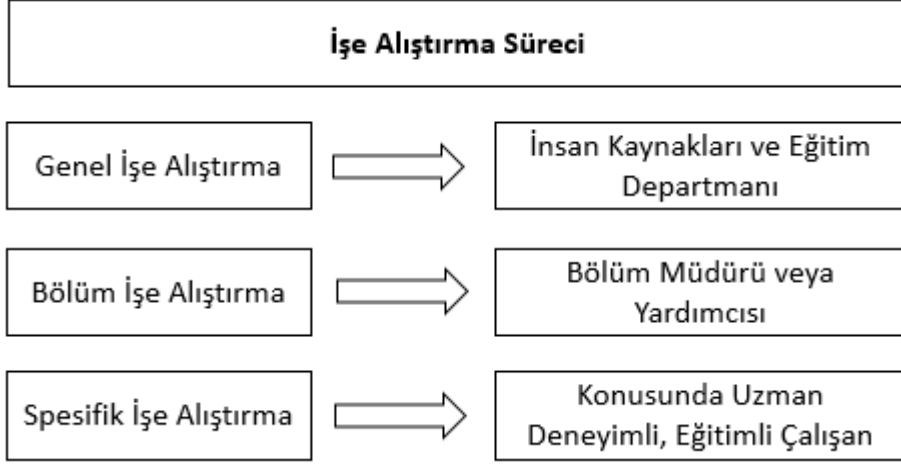 İşe Alıştırma Süreci
Genel İşe Alıştırma
İnsan Kaynakları ve Eğitim
Departmanı
Bölüm İşe Alıştırma
Bölüm Müdürü veya
Yardımcısı
Spesifik İşe Alıştırma
Konusunda Uzman
Deneyimli, Eğitimli Çalışan